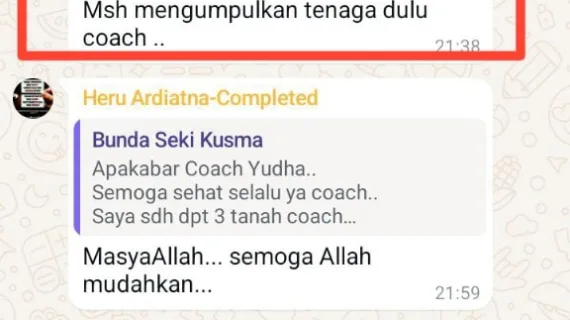 Msh mengumpulkan tenaga dulu
coach ..
21:38
Heru Ardiatna-Completed
Bunda Seki Kusma
Apakabar Coach Yudha..
Semoga sehat selalu ya coach..
Saya sdh dpt 3 tanah coach...
MasyaAllah... semoga Allah
mudahkan...
21:59